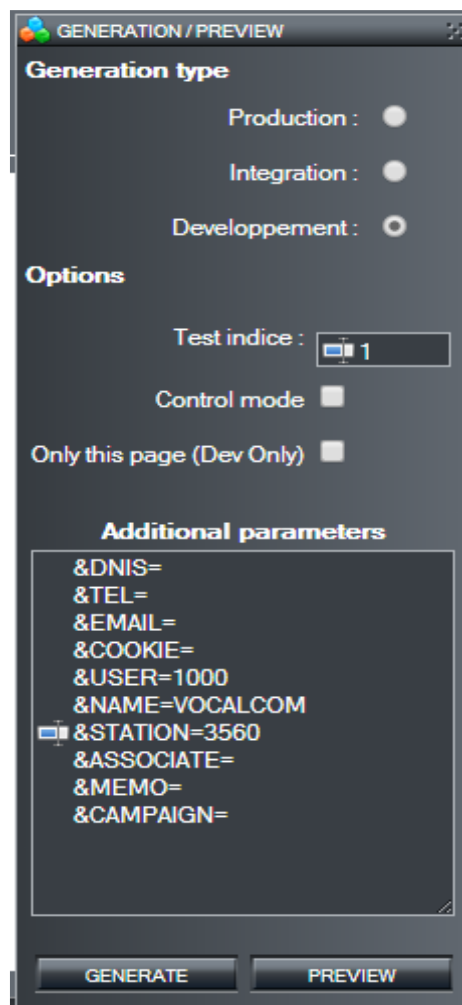 GENERATION / PREVIEW
Generation type
Production :
Integration :
Developpement :
Options
Test indice : 1
Control mode
Only this page (Dev Only)
Additional parameters
&DNIS=
&TEL=
&EMAIL=
&COOKIE=
&USER=1000
&NAME=VOCALCOM
&STATION=3560
&ASSOCIATE=
&MEMO=
&CAMPAIGN=
GENERATE PREVIEW